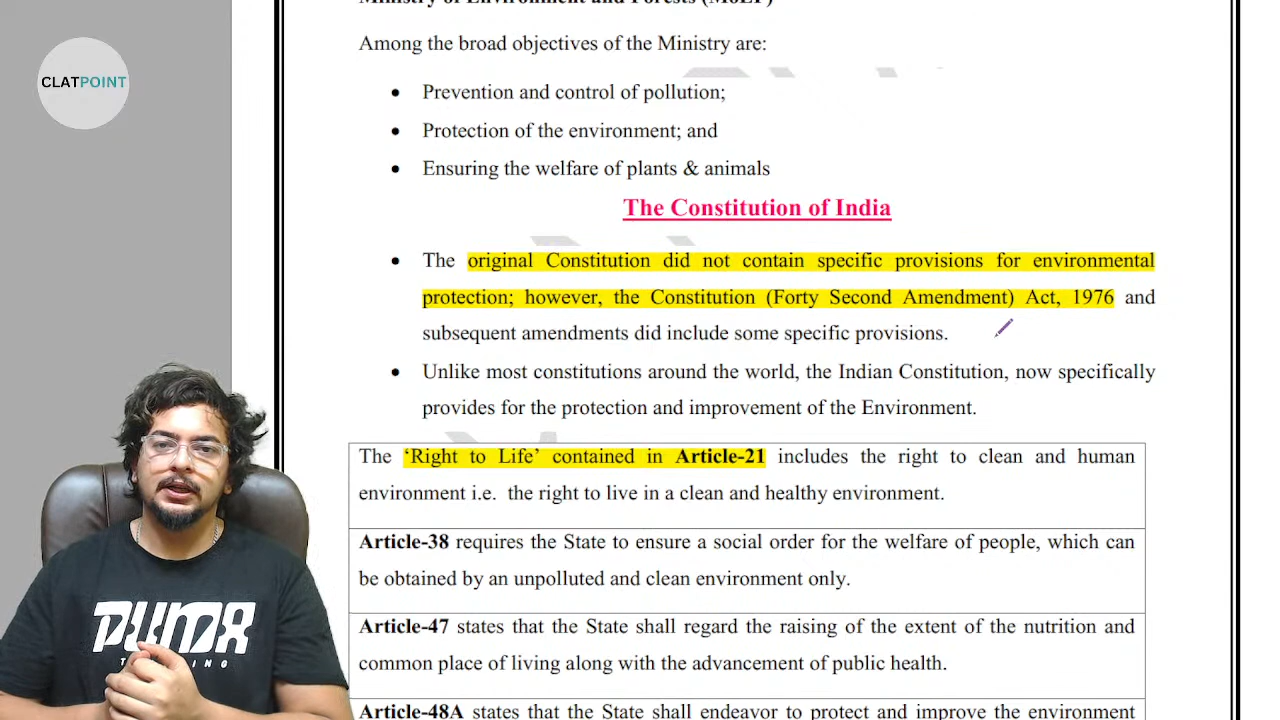 Ministry of Environment and Forests (MoEF)
CLATPOINT
Among the broad objectives of the Ministry are:
• Prevention and control of pollution;
• Protection of the environment; and
• Ensuring the welfare of plants & animals
The Constitution of India
• The original Constitution did not contain specific provisions for environmental
protection; however, the Constitution (Forty Second Amendment) Act, 1976 and
subsequent amendments did include some specific provisions.
• Unlike most constitutions around the world, the Indian Constitution, now specifically
provides for the protection and improvement of the Environment.
The ‘Right to Life’ contained in Article-21 includes the right to clean and human
environment i.e. the right to live in a clean and healthy environment.
Article-38 requires the State to ensure a social order for the welfare of people, which can
be obtained by an unpolluted and clean environment only.
Article-47 states that the State shall regard the raising of the extent of the nutrition and
common place of living along with the advancement of public health.
Article-48A states that the State shall endeavor to protect and improve the environment
PUMA